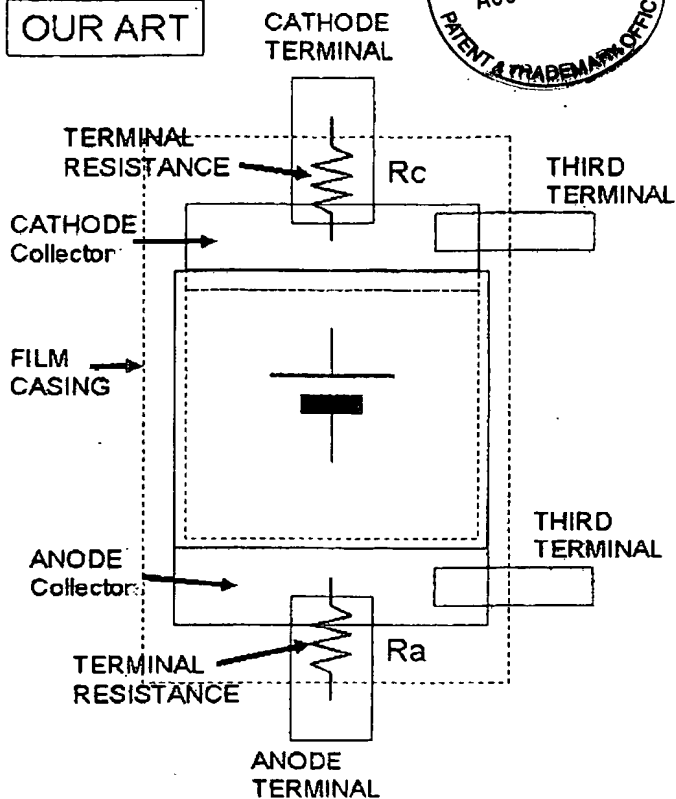 OUR ART
CATHODE
TERMINAL
PATENT & TRADEMARK OFFIC
TERMINAL
RESISTANCE
Rc
THIRD
TERMINAL
CATHODE
Collector
FILM
CASING
THIRD
TERMINAL
ANODE
Collector
Ra
TERMINAL
RESISTANCE
ANODE
TERMINAL